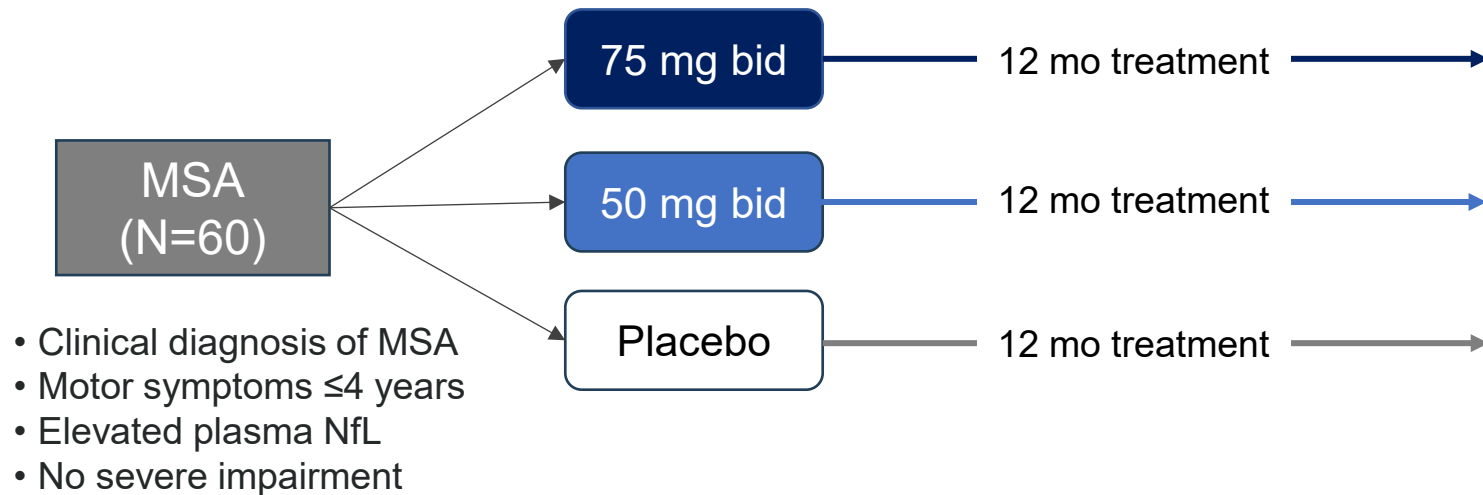 75 mg bid
12 mo treatment
MSA
(N=60)
50 mg bid
12 mo treatment
Placebo
12 mo treatment
• Clinical diagnosis of MSA
• Motor symptoms ≤4 years
• Elevated plasma NfL
• No severe impairment